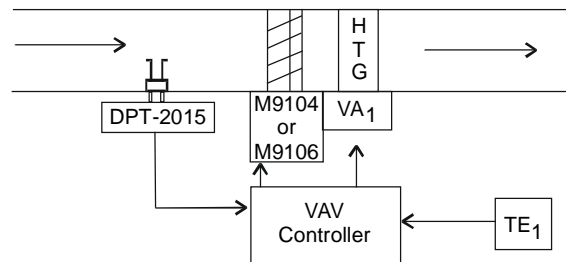 H
T
G
DPT-2015
M9104
or
M9106
VA1
VAV
Controller
TE1